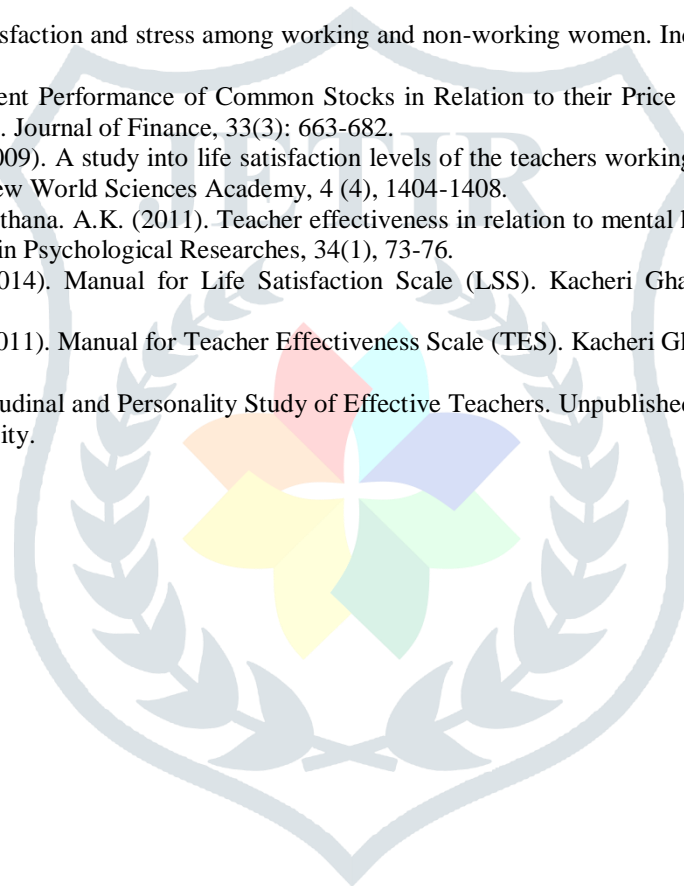 sfaction and stress among working and non-working women.
ent Performance of Common Stocks in Relation to their Price
. Journal of Finance, 33(3): 663-682.
009). A study into life satisfaction levels of the teachers working
ew World Sciences Academy, 4 (4), 1404-1408.
thana. A.K. (2011). Teacher effectiveness in relation to mental
in Psychological Researches, 34(1), 73-76.
014). Manual for Life Satisfaction Scale (LSS). Kacheri
011). Manual for Teacher Effectiveness Scale (TES). Kacheri
udinal and Personality Study of Effective Teachers. Unpublished
ity.
JETIR